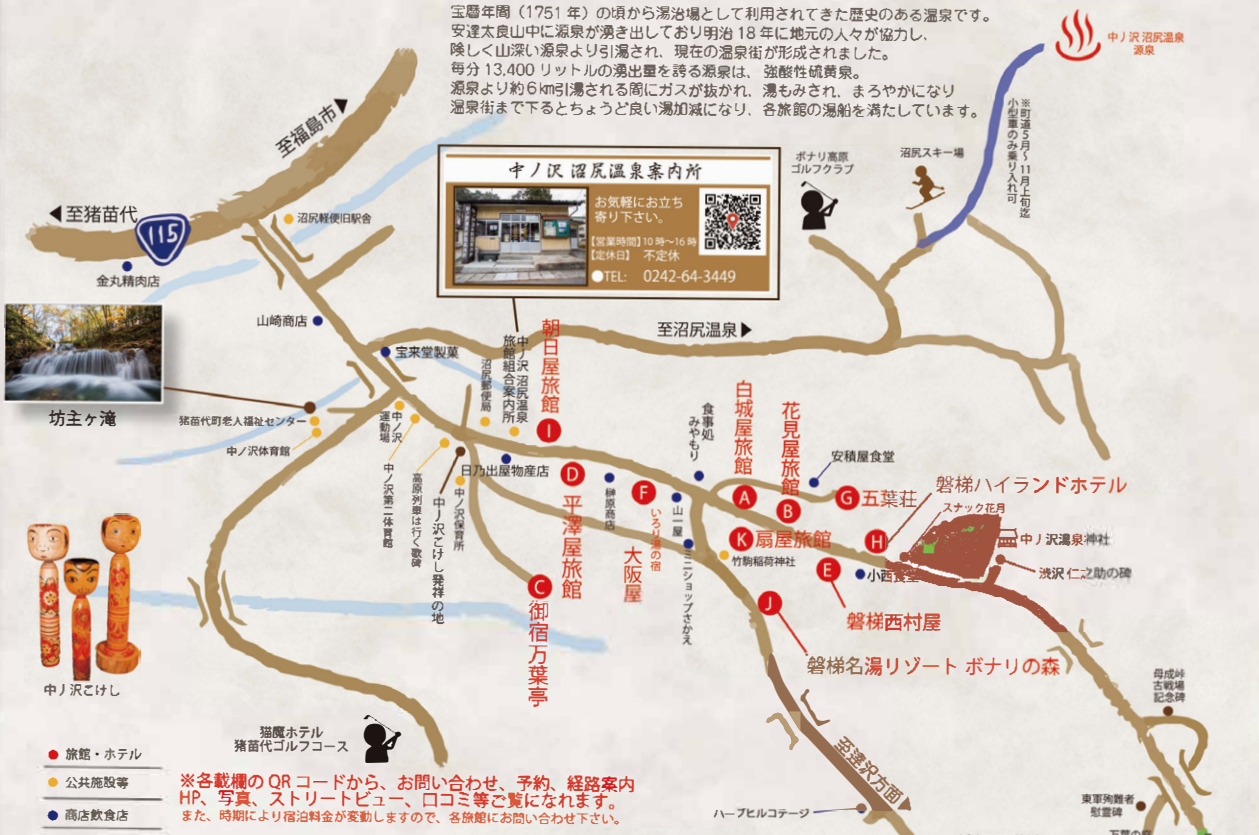 宝暦年間（1751年）の頃から湯治場として利用されてきた歴史のある温泉です。
安達太良山中に源泉が湧き出しており明治18年に地元の人々が協力し、
険しく山深い源泉より引湯され、現在の温泉街が形成されました。
毎分13,400リットルの湧出量を誇る源泉は、強酸性硫黄泉。
源泉より約6㎞引湯される間にガスが抜かれ、湯もみされ、まろやかになり
温泉街まで下るとちょうど良い湯加減になり、各旅館の湯船を満たしています。
中ノ沢 沼尻温泉
源泉
※町道5月～11月上旬迄
小型車のみ乗り入れ可
至福島市▶
◀至猪苗代
115
沼尻軽便旧駅舎
金丸精肉店
中ノ沢 沼尻温泉案内所
お気軽にお立ち
寄り下さい。
【営業時間】10時～16時
【定休日】 不定休
●TEL: 0242-64-3449
ボナリ高原
ゴルフクラブ
沼尻スキー場
山崎商店
宝来堂製菓
至沼尻温泉▶
坊主ヶ滝
猪苗代町老人福祉センター
中ノ沢体育館
中ノ沢
運動場
中ノ沢第二体育館
高原列車は行く歌碑
沼尻郵便局
中ノ沢 沼尻温泉
旅館組合案内所
朝日屋旅館
I
日乃出屋物産店
中ノ沢保育所
中ノ沢こけし発祥の地
D
平澤屋旅館
榊原商店
F
いろり湯の宿
大阪屋
山一屋
ミニショップさかえ
食事処
みやもり
白城屋旅館
A
花見屋旅館
B
安積屋食堂
G
五葉荘
K
扇屋旅館
竹駒稲荷神社
H
磐梯ハイランドホテル
スナック花月
中ノ沢温泉神社
渋沢仁之助の碑
小西食堂
E
磐梯西村屋
J
磐梯名湯リゾート ボナリの森
C
御宿万葉亭
中ノ沢こけし
猫魔ホテル
猪苗代ゴルフコース
至達沢方面
ハーブヒルコテージ
母成峠
古戦場
記念碑
東軍殉難者
慰霊碑
旅館・ホテル
公共施設等
商店飲食店
※各載欄のQRコードから、お問い合わせ、予約、経路案内
HP、写真、ストリートビュー、口コミ等ご覧になれます。
また、時期により宿泊料金が変動しますので、各旅館にお問い合わせ下さい。